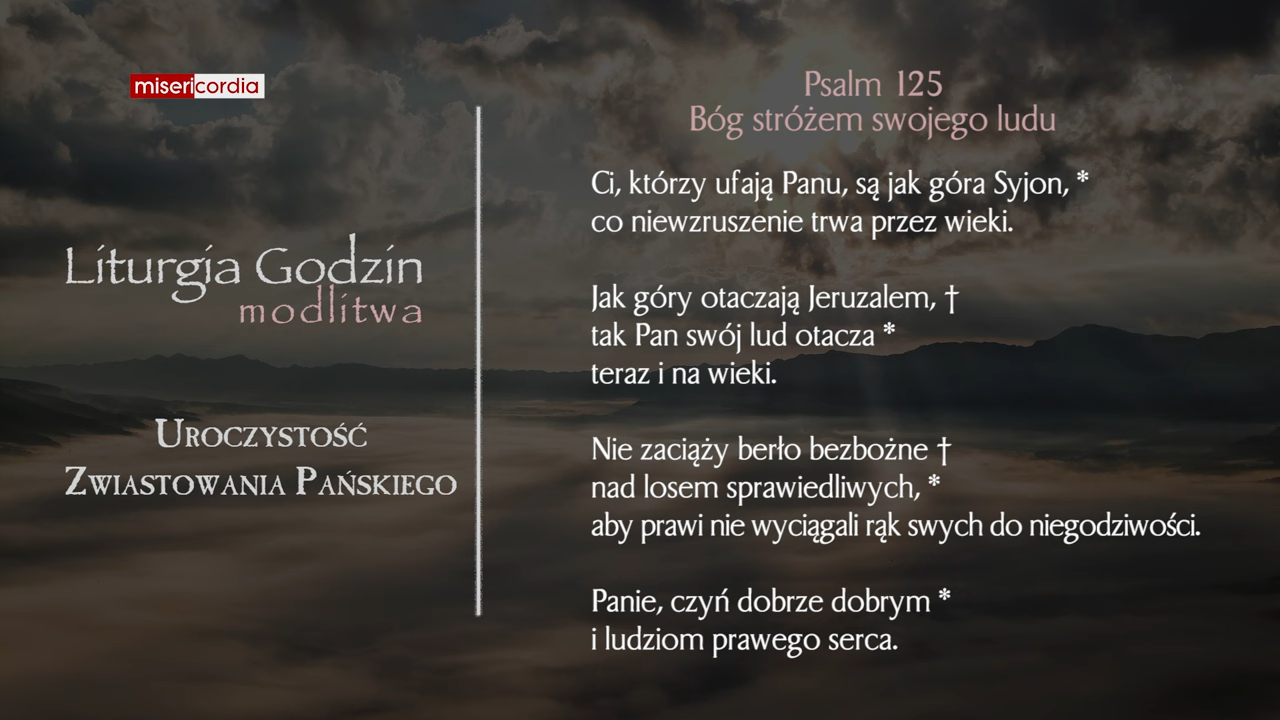 misericordia
Liturgia Godzin
modlitwa
Uroczystość
Zwiastowania Pańskiego
Psalm 125
Bóg stróżem swojego ludu
Ci, którzy ufają Panu, są jak góra Syjon, *
co niewzruszenie trwa przez wieki.
Jak góry otaczają Jeruzalem, †
tak Pan swój lud otacza *
teraz i na wieki.
Nie zaciąży berło bezbożne †
nad losem sprawiedliwych, *
aby prawi nie wyciągali rąk swych do niegodziwości.
Panie, czyń dobrze dobrym *
i ludziom prawego serca.